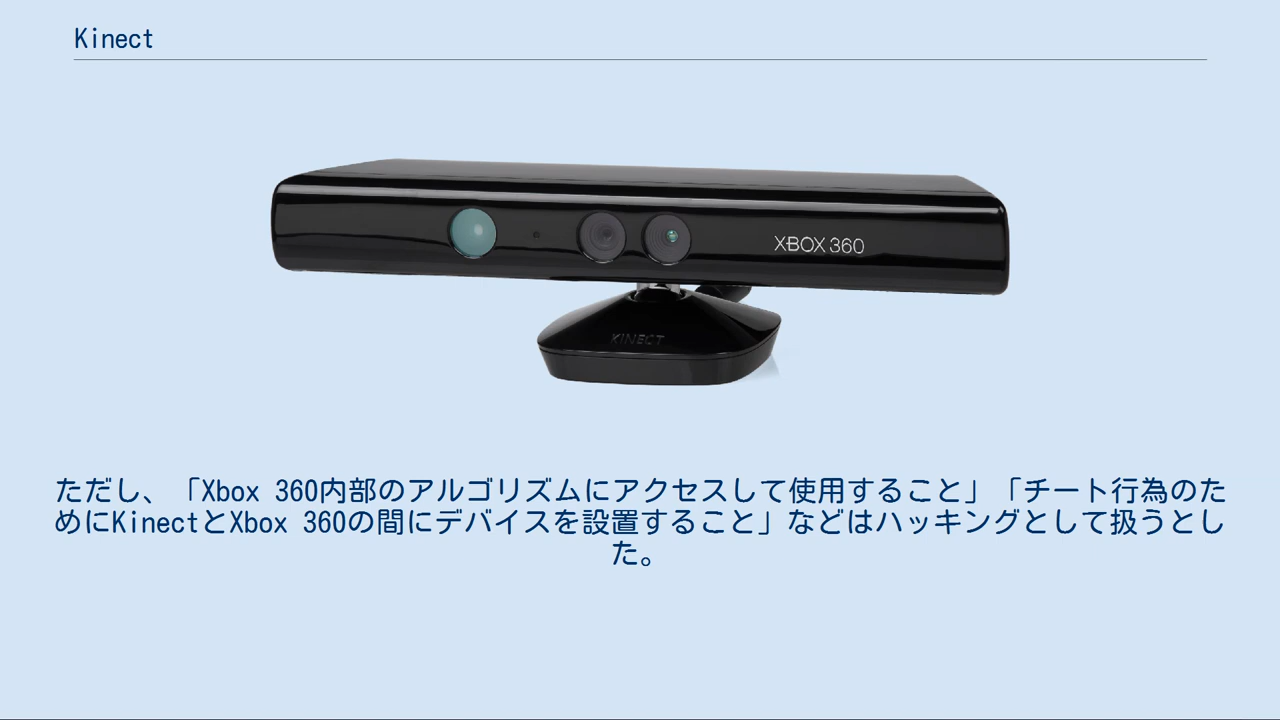 Kinect
XBOX 360
KINECT
ただし、「Xbox 360内部のアルゴリズムにアクセスして使用すること」「チート行為のた
めにKinectとXbox 360の間にデバイスを設置すること」などはハッキングとして扱うとし
た。